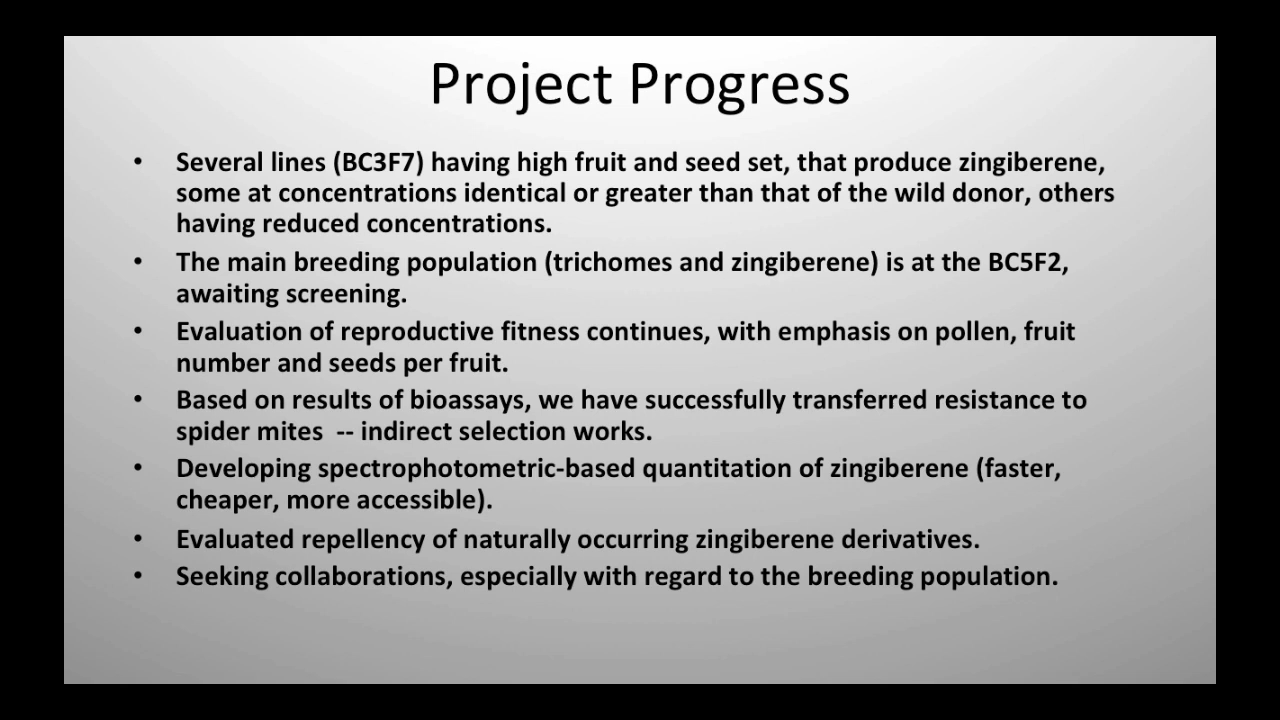 Project Progress
• Several lines (BC3F7) having high fruit and seed set, that produce zingiberene,
some at concentrations identical or greater than that of the wild donor, others
having reduced concentrations.
• The main breeding population (trichomes and zingiberene) is at the BC5F2,
awaiting screening.
• Evaluation of reproductive fitness continues, with emphasis on pollen, fruit
number and seeds per fruit.
• Based on results of bioassays, we have successfully transferred resistance to
spider mites  -- indirect selection works.
• Developing spectrophotometric-based quantitation of zingiberene (faster,
cheaper, more accessible).
• Evaluated repellency of naturally occurring zingiberene derivatives.
• Seeking collaborations, especially with regard to the breeding population.